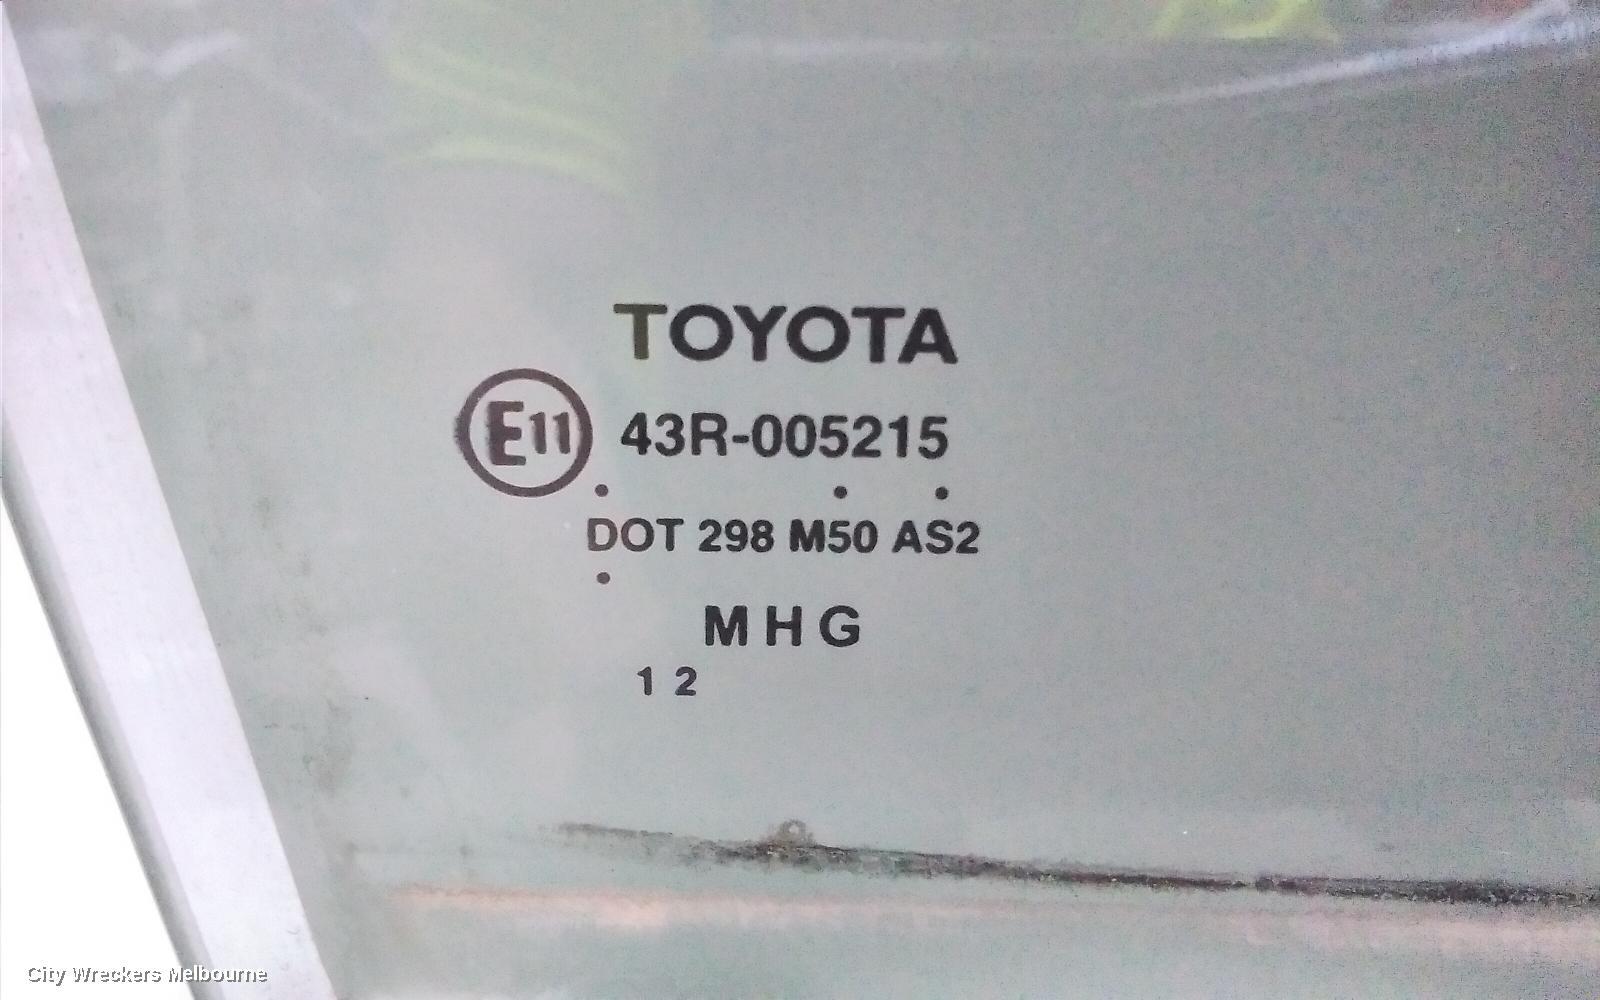 TOYOTA
E11 43R-005215
DOT 298 M50 AS2
M H G
1 2
City Wreckers Melbourne